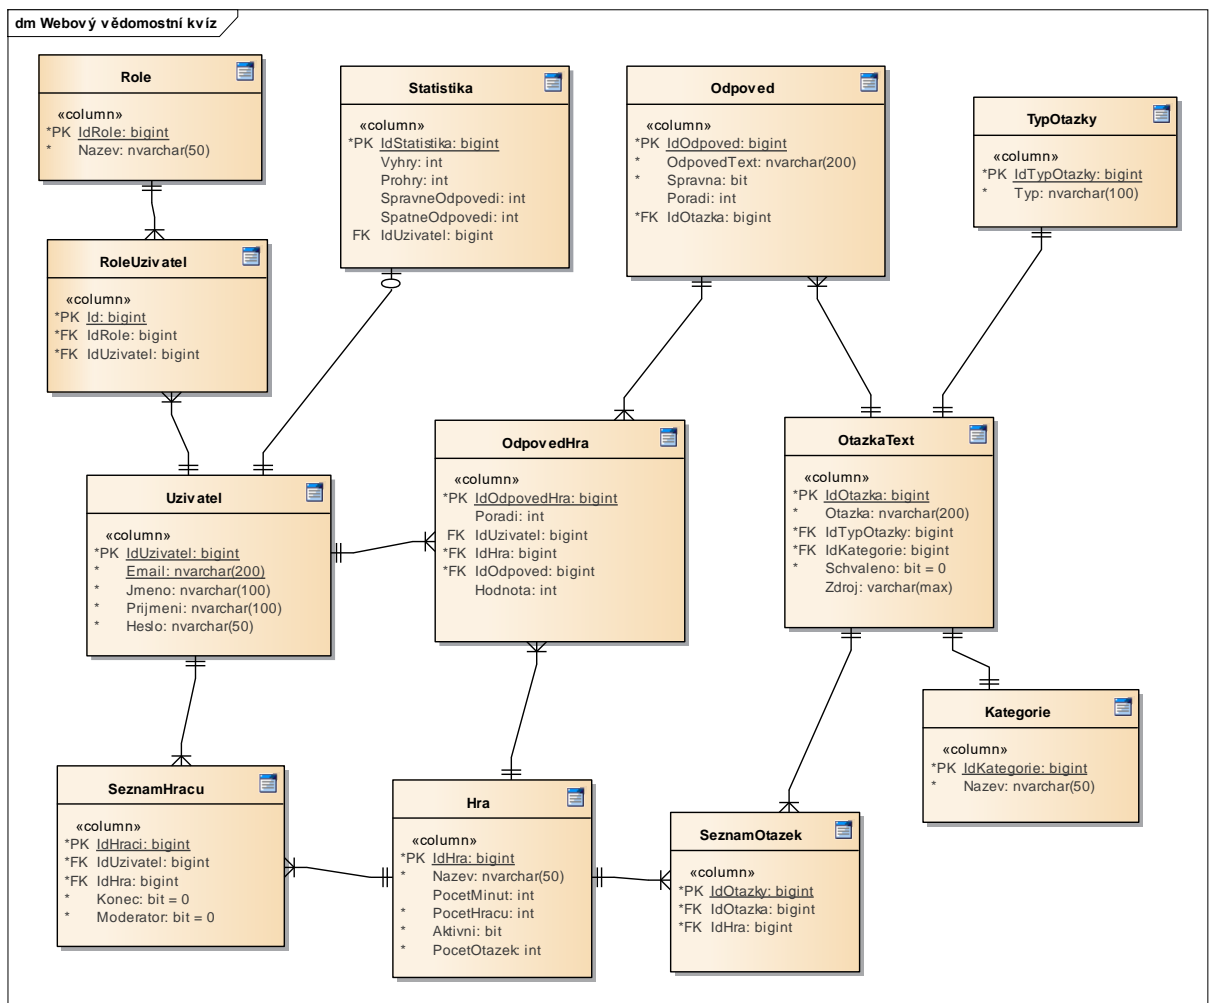 dm Webový vědomostní kvíz
Role
«column»
*PK IdRole: bigint
* Nazev: nvarchar(50)
Statistika
«column»
*PK IdStatistika: bigint
Vyhry: int
Prohry: int
SpravneOdpovedi: int
SpatneOdpovedi: int
FK IdUzivatel: bigint
Odpoved
«column»
*PK IdOdpoved: bigint
* OdpovedText: nvarchar(200)
* Spravna: bit
Poradi: int
*FK IdOtazka: bigint
TypOtazky
«column»
*PK IdTypOtazky: bigint
* Typ: nvarchar(100)
RoleUzivatel
«column»
*PK Id: bigint
*FK IdRole: bigint
*FK IdUzivatel: bigint
Uzivatel
«column»
*PK IdUzivatel: bigint
* Email: nvarchar(200)
* Jmeno: nvarchar(100)
* Prijmeni: nvarchar(100)
* Heslo: nvarchar(50)
OdpovedHra
«column»
*PK IdOdpovedHra: bigint
Poradi: int
FK IdUzivatel: bigint
*FK IdHra: bigint
*FK IdOdpoved: bigint
Hodnota: int
OtazkaText
«column»
*PK IdOtazka: bigint
* Otazka: nvarchar(200)
*FK IdTypOtazky: bigint
*FK IdKategorie: bigint
* Schvaleno: bit = 0
Zdroj: varchar(max)
Kategorie
«column»
*PK IdKategorie: bigint
* Nazev: nvarchar(50)
SeznamHracu
«column»
*PK IdHraci: bigint
*FK IdUzivatel: bigint
*FK IdHra: bigint
* Konec: bit = 0
* Moderator: bit = 0
Hra
«column»
*PK IdHra: bigint
* Nazev: nvarchar(50)
PocetMinut: int
* PocetHracu: int
* Aktivni: bit
* PocetOtazek: int
SeznamOtazek
«column»
*PK IdOtazky: bigint
*FK IdOtazka: bigint
*FK IdHra: bigint